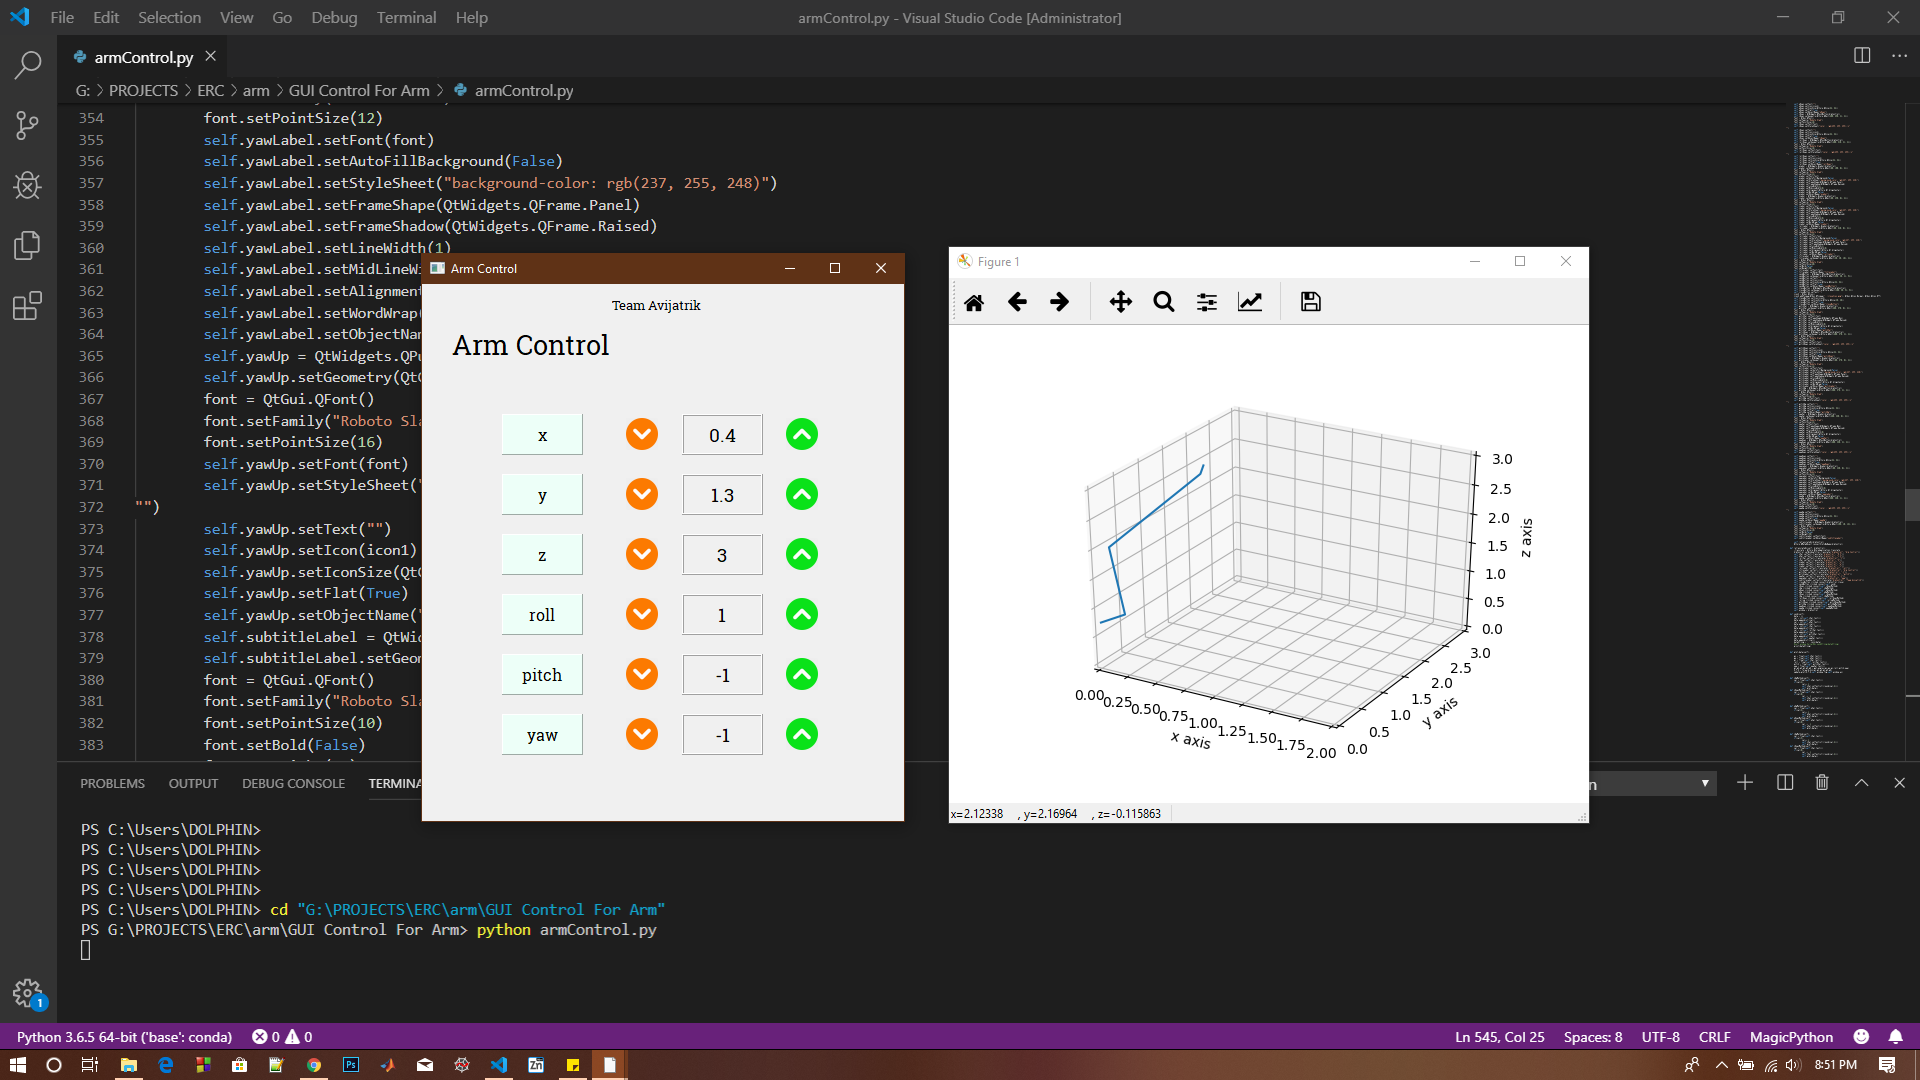 File Edit Selection View Go Debug Terminal Help
armControl.py - Visual Studio Code [Administrator]
armControl.py
G: > PROJECTS > ERC > arm > GUI Control For Arm > armControl.py
354 font.setPointSize(12)
355 self.yawLabel.setFont(font)
356 self.yawLabel.setAutoFillBackground(False)
357 self.yawLabel.setStyleSheet("background-color: rgb(237, 255, 248)")
358 self.yawLabel.setFrameShape(QtWidgets.QFrame.Panel)
359 self.yawLabel.setFrameShadow(QtWidgets.QFrame.Raised)
360 self.yawLabel.setLineWidth(1)
361 self.yawLabel.setMidLineWi
362 self.yawLabel.setAlignment
363 self.yawLabel.setWordWrap(
364 self.yawLabel.setObjectNam
365 self.yawUp = QtWidgets.QPu
366 self.yawUp.setGeometry(QtC
367 font = QtGui.QFont()
368 font.setFamily("Roboto Sla
369 font.setPointSize(16)
370 self.yawUp.setFont(font)
371 self.yawUp.setStyleSheet("
372 "")
373 self.yawUp.setText("")
374 self.yawUp.setIcon(icon1)
375 self.yawUp.setIconSize(QtC
376 self.yawUp.setFlat(True)
377 self.yawUp.setObjectName("
378 self.subtitleLabel = QtWid
379 self.subtitleLabel.setGeom
380 font = QtGui.QFont()
381 font.setFamily("Roboto Sla
382 font.setPointSize(10)
383 font.setBold(False)
Arm Control
Team Avijatrik
Arm Control
x 0.4
y 1.3
z 3
roll 1
pitch -1
yaw -1
Figure 1
3.0
2.5
2.0
1.5
1.0
0.5
0.0
z axis
3.0
2.5
2.0
1.5
1.0
0.5
0.0
y axis
0.00 0.25 0.50 0.75 1.00 1.25 1.50 1.75 2.00
x axis
x=2.12338 , y=2.16964 , z=-0.115863
PROBLEMS OUTPUT DEBUG CONSOLE TERMINA
n
PS C:\Users\DOLPHIN>
PS C:\Users\DOLPHIN>
PS C:\Users\DOLPHIN>
PS C:\Users\DOLPHIN>
PS C:\Users\DOLPHIN> cd "G:\PROJECTS\ERC\arm\GUI Control For Arm"
PS G:\PROJECTS\ERC\arm\GUI Control For Arm> python armControl.py
1
Python 3.6.5 64-bit ('base': conda) 0 0
Ln 545, Col 25 Spaces: 8 UTF-8 CRLF MagicPython
Ps
Zn
8:51 PM